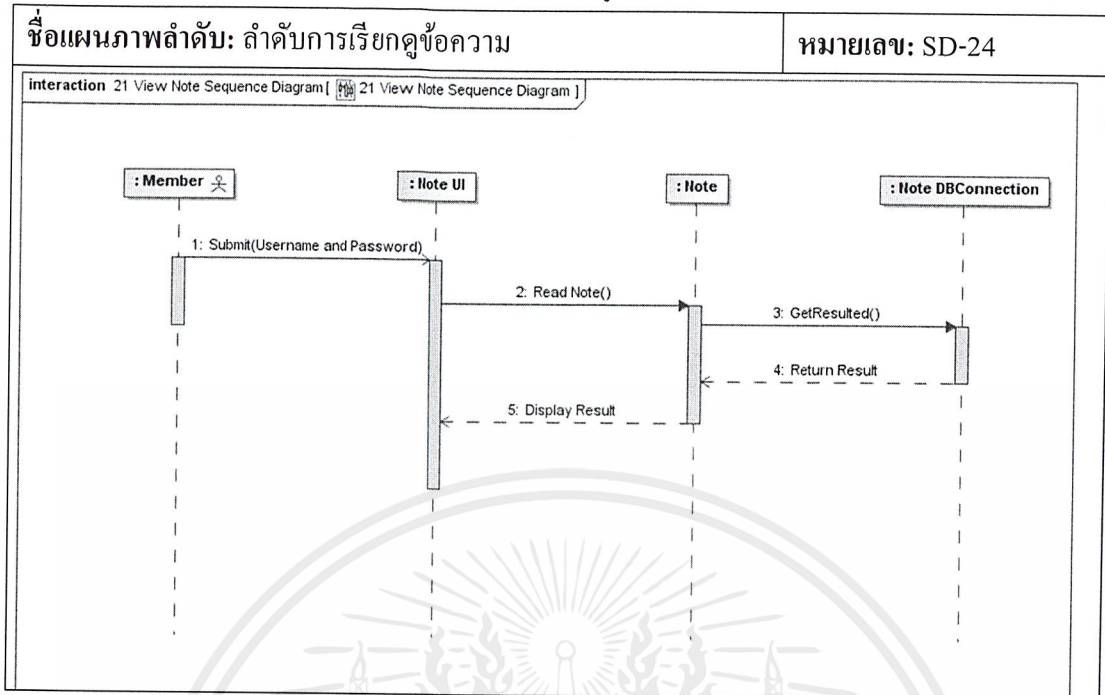 ชื่อแผนภาพลำดับ: ลำดับการเรียกดูข้อความ
หมายเลข: SD-24
interaction 21 View Note Sequence Diagram [ 21 View Note Sequence Diagram ]
: Member
: Note UI
: Note
: Note DBConnection
1: Submit(Username and Password)
2: Read Note()
3: GetResulted()
4: Return Result
5: Display Result